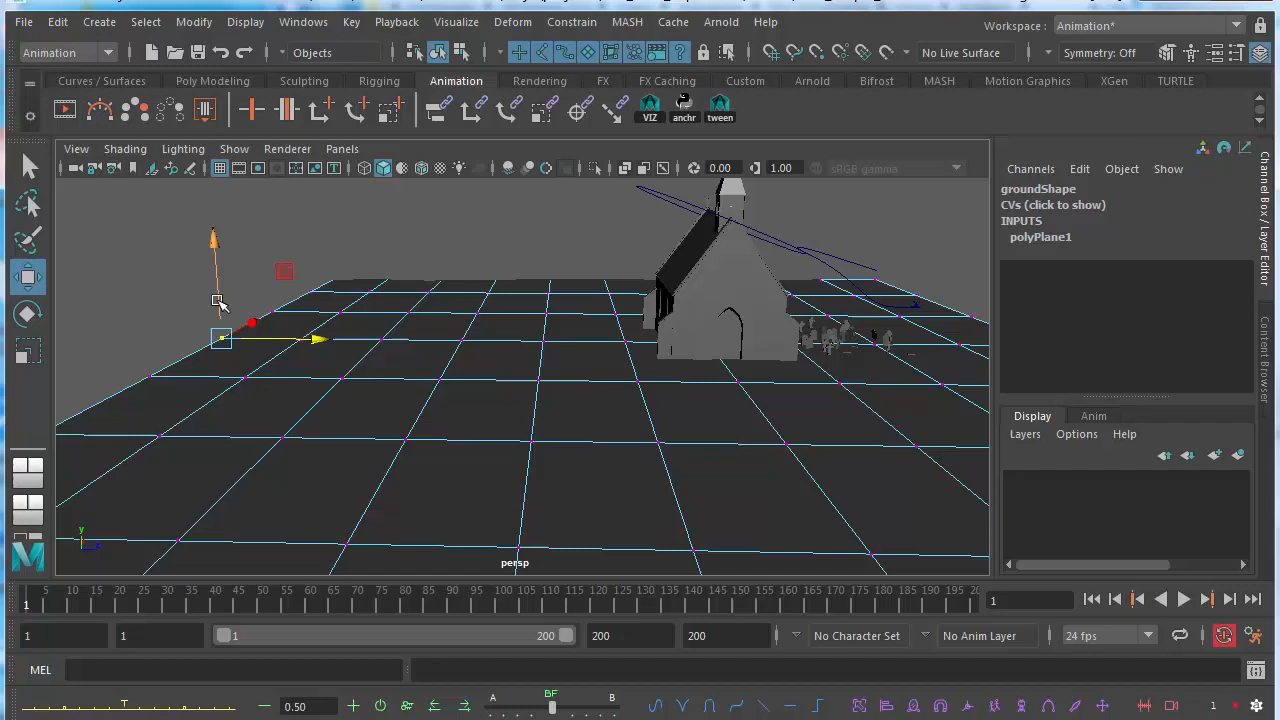 File Edit Create Select Modify Display Windows Key Playback Visualize Deform Constrain MASH Cache Arnold Help
Workspace : Animation*
Animation Objects No Live Surface Symmetry: Off
Curves / Surfaces Poly Modeling Sculpting Rigging Animation Rendering FX FX Caching Custom Arnold Bifrost MASH Motion Graphics XGen TURTLE
VIZ anchr tween
View Shading Lighting Show Renderer Panels
0.00 1.00 sRGB gamma
Channels Edit Object Show
groundShape
CVs (click to show)
INPUTS
polyPlane1
Channel Box / Layer Editor
Content Browser
Display Anim
Layers Options Help
y
persp
5 10 15 20 25 30 35 40 45 50 55 60 65 70 75 80 85 90 95 100 105 110 115 120 125 130 135 140 145 150 155 160 165 170 175 180 185 190 195
1
1
1 1 1 200 200 200 No Character Set No Anim Layer 24 fps
MEL
T 0.50 A BF B 1